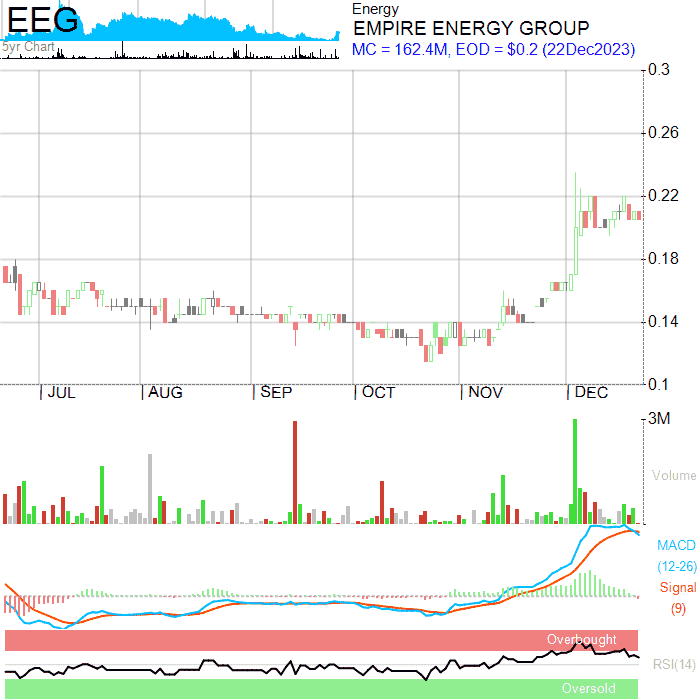 EEG
5yr Chart
Energy
EMPIRE ENERGY GROUP
MC = 162.4M, EOD = $0.2 (22Dec2023)
0.3
0.26
0.22
0.18
0.14
0.1
JUL AUG SEP OCT NOV DEC
3M
Volume
MACD
(12-26)
Signal
(9)
Overbought
RSI(14)
Oversold